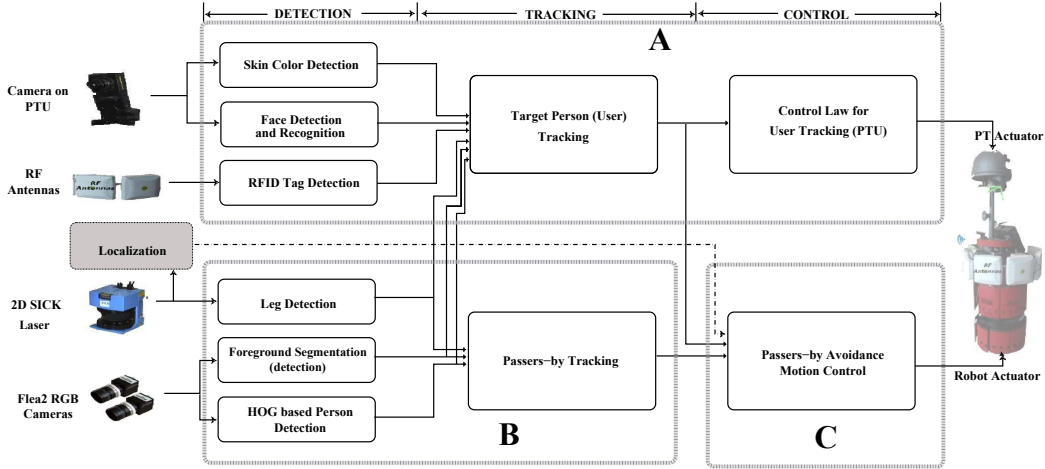 DETECTION
TRACKING
CONTROL
A
Camera on
PTU
Skin Color Detection
Face Detection
and Recognition
Target Person (User)
Tracking
Control Law for
User Tracking (PTU)
PT Actuator
RF
Antennas
RF
Antennas
RFID Tag Detection
Localization
RF
Antennas
2D SICK
Laser
Leg Detection
Foreground Segmentation
(detection)
Passers-by Tracking
Passers-by Avoidance
Motion Control
Robot Actuator
Flea2 RGB
Cameras
HOG based Person
Detection
B
C